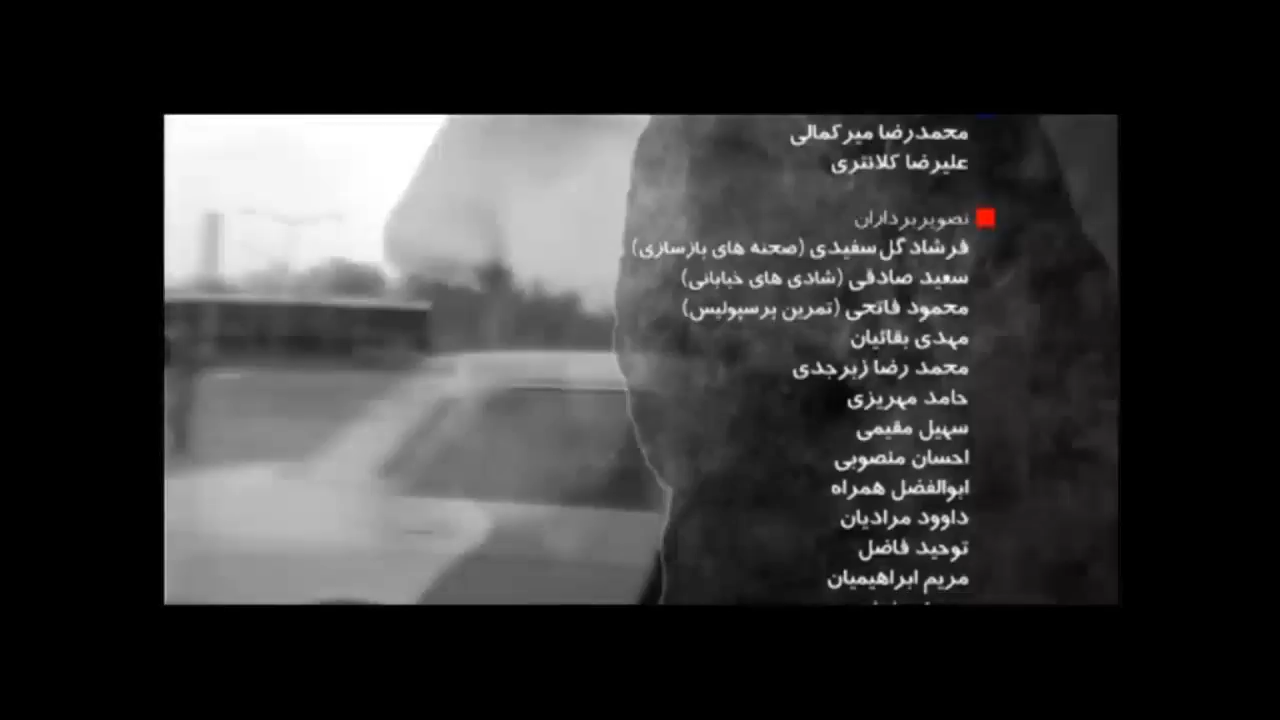 محمدرضا میرکمالی
علیرضا کلانتری
تصویربرداران
فرشاد گل‌سفیدی (صحنه های بازسازی)
سعید صادقی (شادی های خیابانی)
محمود فاتحی (تمرین پرسپولیس)
مهدی بقائیان
محمد رضا زبرجدی
حامد مهریزی
سهیل مقیمی
احسان منصوبی
ابوالفضل همراه
داوود مرادیان
توحید فاضل
مریم ابراهیمیان